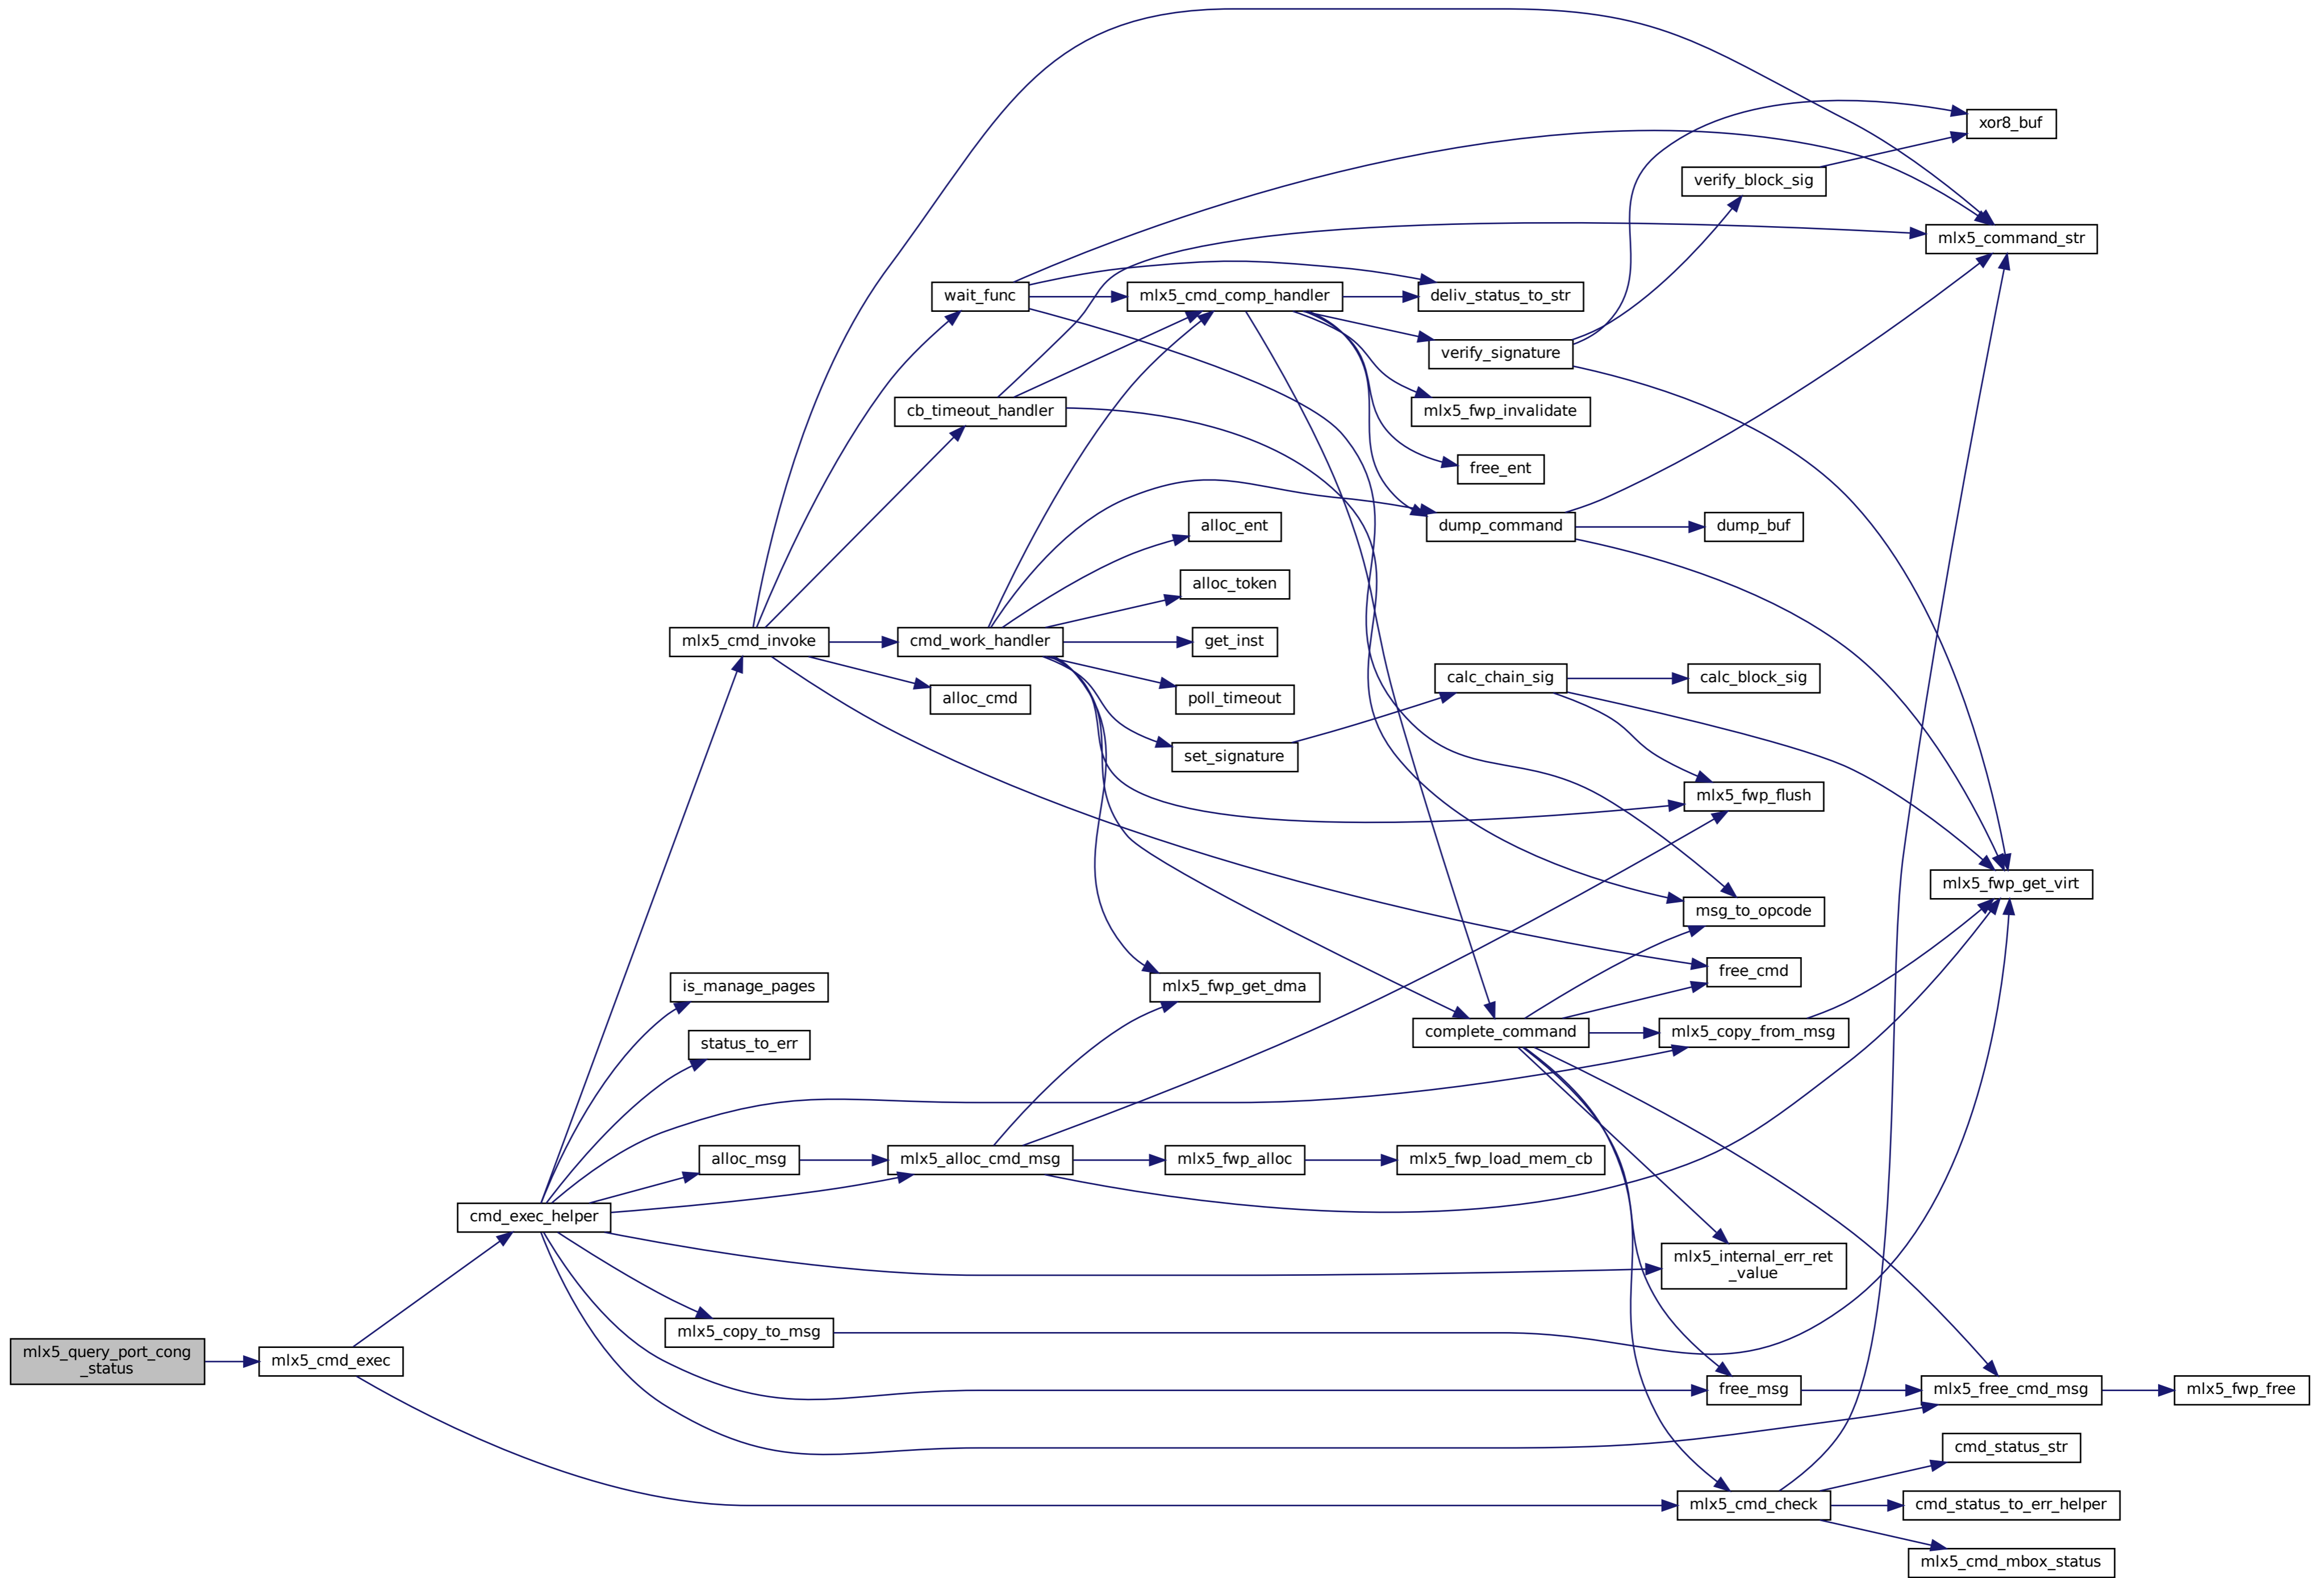 xor8_buf
verify_block_sig
mlx5_command_str
wait_func
mlx5_cmd_comp_handler
deliv_status_to_str
verify_signature
cb_timeout_handler
mlx5_fwp_invalidate
free_ent
alloc_ent
dump_command
dump_buf
alloc_token
mlx5_cmd_invoke
cmd_work_handler
get_inst
alloc_cmd
poll_timeout
calc_chain_sig
calc_block_sig
set_signature
mlx5_fwp_flush
mlx5_fwp_get_virt
msg_to_opcode
is_manage_pages
mlx5_fwp_get_dma
free_cmd
status_to_err
complete_command
mlx5_copy_from_msg
alloc_msg
mlx5_alloc_cmd_msg
mlx5_fwp_alloc
mlx5_fwp_load_mem_cb
cmd_exec_helper
mlx5_internal_err_ret
_value
mlx5_copy_to_msg
mlx5_query_port_cong
_status
mlx5_cmd_exec
free_msg
mlx5_free_cmd_msg
mlx5_fwp_free
cmd_status_str
mlx5_cmd_check
cmd_status_to_err_helper
mlx5_cmd_mbox_status